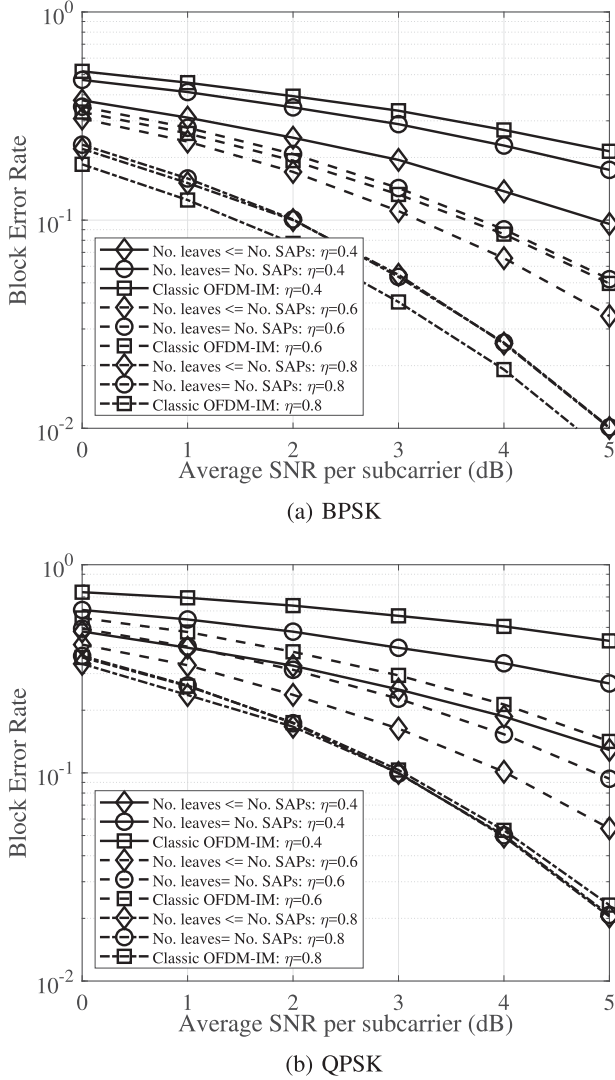 10^0
10^-1
10^-2
Block Error Rate
No. leaves <= No. SAPs: η=0.4
No. leaves= No. SAPs: η=0.4
Classic OFDM-IM: η=0.4
No. leaves <= No. SAPs: η=0.6
No. leaves= No. SAPs: η=0.6
Classic OFDM-IM: η=0.6
No. leaves <= No. SAPs: η=0.8
No. leaves= No. SAPs: η=0.8
Classic OFDM-IM: η=0.8
0 1 2 3 4 5
Average SNR per subcarrier (dB)
(a) BPSK
10^0
10^-1
10^-2
Block Error Rate
No. leaves <= No. SAPs: η=0.4
No. leaves= No. SAPs: η=0.4
Classic OFDM-IM: η=0.4
No. leaves <= No. SAPs: η=0.6
No. leaves= No. SAPs: η=0.6
Classic OFDM-IM: η=0.6
No. leaves <= No. SAPs: η=0.8
No. leaves= No. SAPs: η=0.8
Classic OFDM-IM: η=0.8
0 1 2 3 4 5
Average SNR per subcarrier (dB)
(b) QPSK